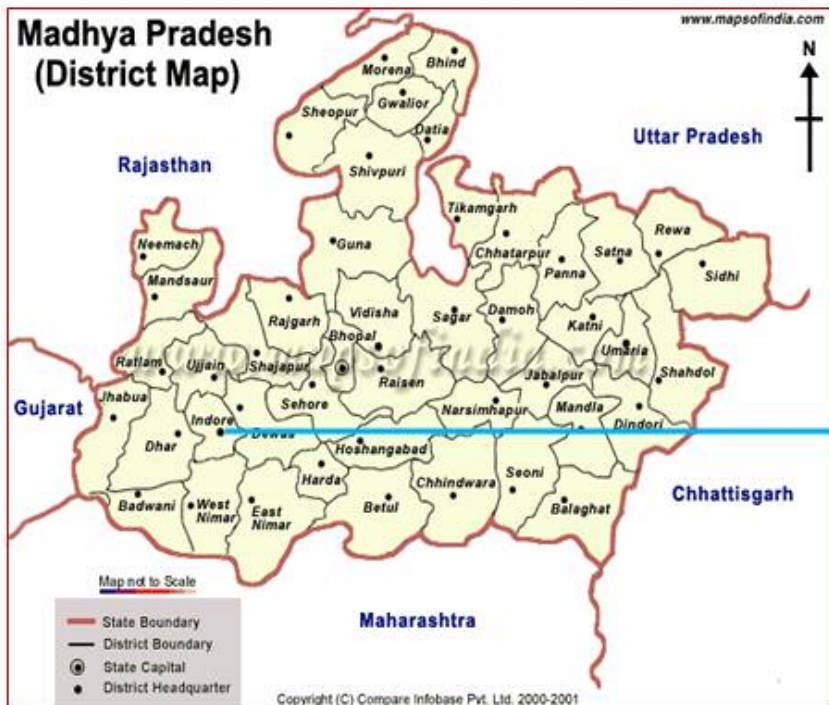 www.mapsofindia.com
Madhya Pradesh
(District Map)
N
Bhind
Morena
Gwalior
Sheopur
Datia
Uttar Pradesh
Rajasthan
Shivpuri
Tikamgarh
Rewa
Neemach
Guna
Chhatarpur
Satna
Panna
Sidhi
Mandsaur
Rajgarh
Vidisha
Sagar
Damoh
Katni
Bhopal
www.mapsofindia.com
Umaria
Ratlam
Ujjain
Shajapur
Raisen
Jabalpur
Shahdol
Jhabua
Sehore
Narsimhapur
Mandla
Gujarat
Indore
Dindori
Dhar
Dewas
Hoshangabad
Seoni
Harda
Chhindwara
Chhattisgarh
Badwani
West
Nimar
East
Nimar
Betul
Balaghat
Map not to Scale
State Boundary
District Boundary
State Capital
District Headquarter
Maharashtra
Copyright (C) Compare Infobase Pvt. Ltd. 2000-2001